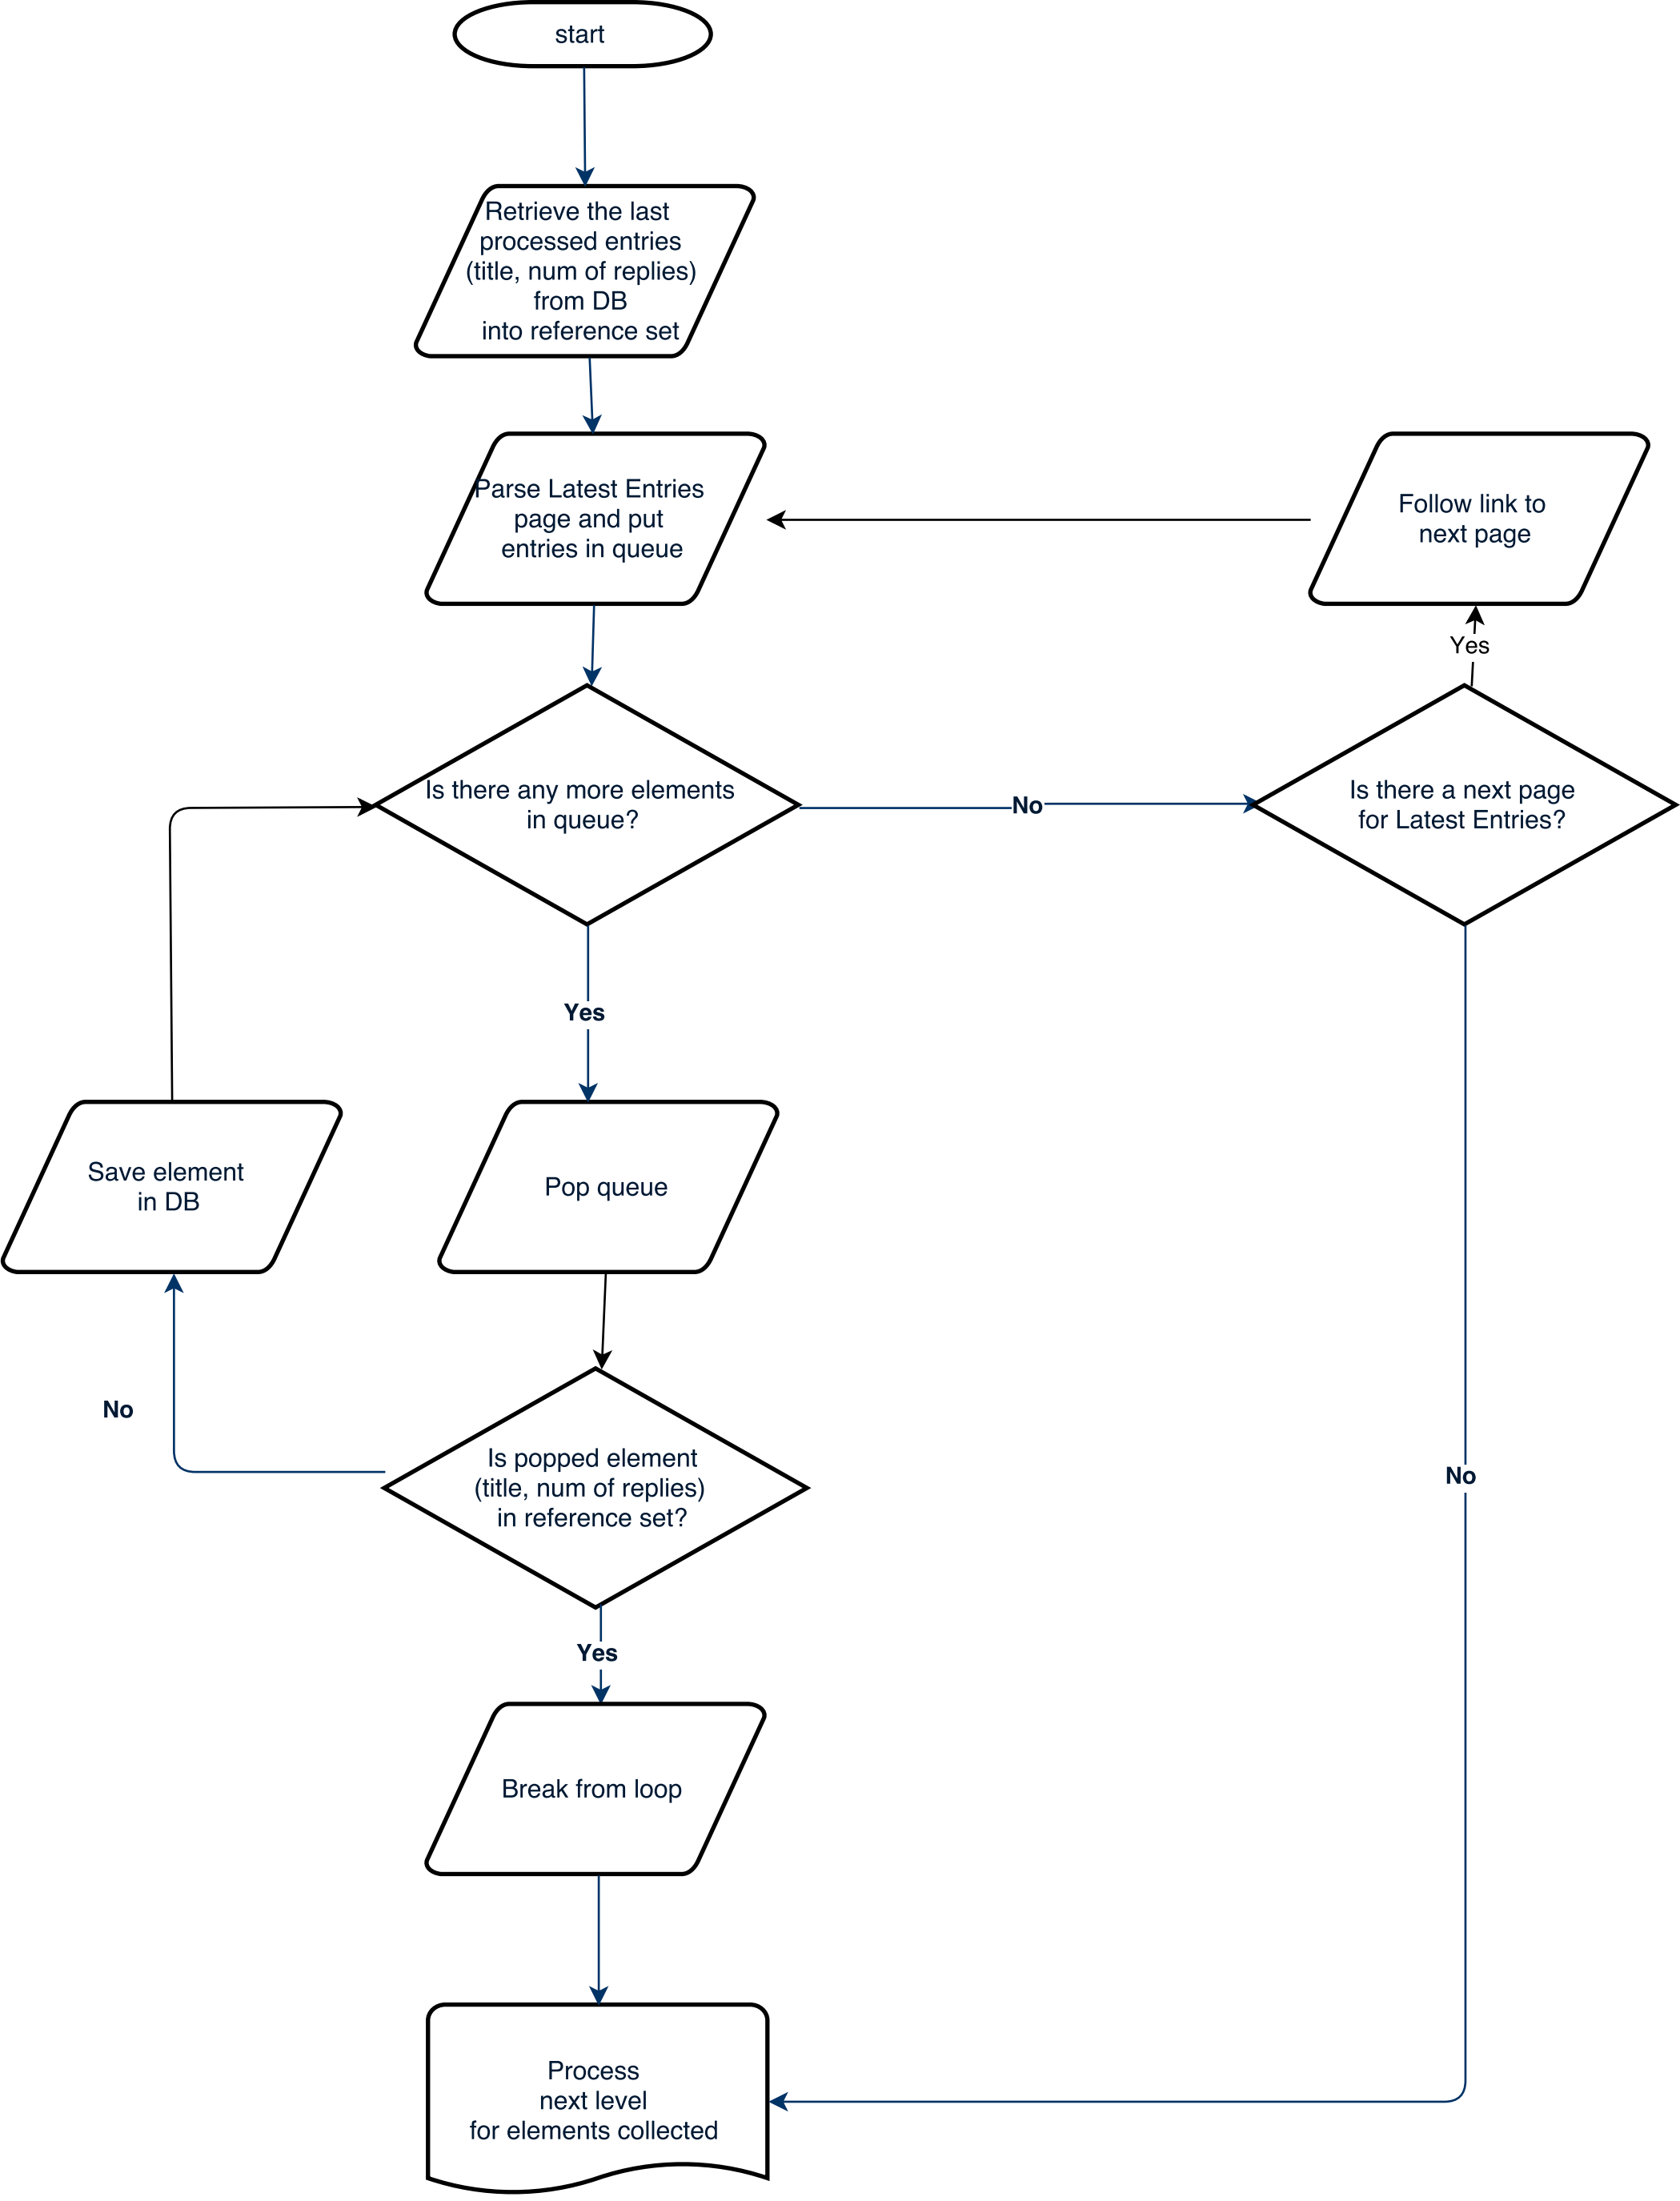 start
Retrieve the last
processed entries
(title, num of replies)
from DB
into reference set
Parse Latest Entries
page and put
entries in queue
Follow link to
next page
Yes
Is there any more elements
in queue?
No
Is there a next page
for Latest Entries?
Yes
Save element
in DB
Pop queue
No
Is popped element
(title, num of replies)
in reference set?
No
Yes
Break from loop
Process
next level
for elements collected